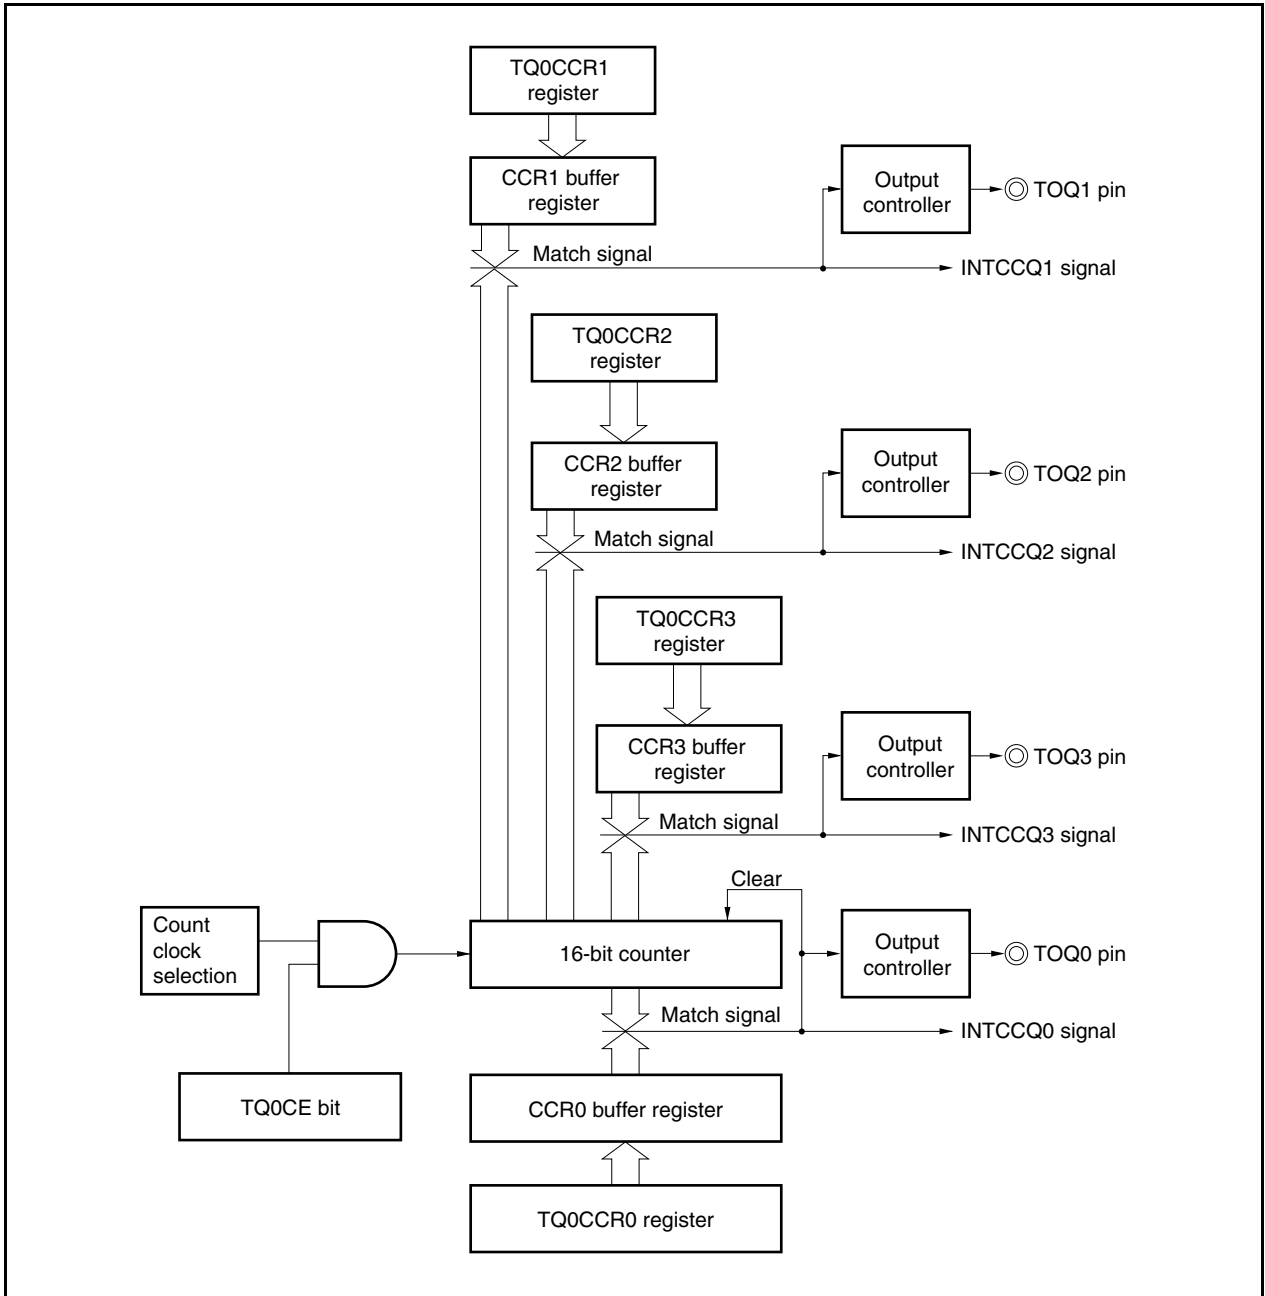 TQ0CCR1
register
CCR1 buffer
register
Output
controller
TOQ1 pin
Match signal
INTCCQ1 signal
TQ0CCR2
register
CCR2 buffer
register
Output
controller
TOQ2 pin
Match signal
INTCCQ2 signal
TQ0CCR3
register
CCR3 buffer
register
Output
controller
TOQ3 pin
Match signal
INTCCQ3 signal
Clear
Count
clock
selection
16-bit counter
Output
controller
TOQ0 pin
Match signal
INTCCQ0 signal
TQ0CE bit
CCR0 buffer register
TQ0CCR0 register